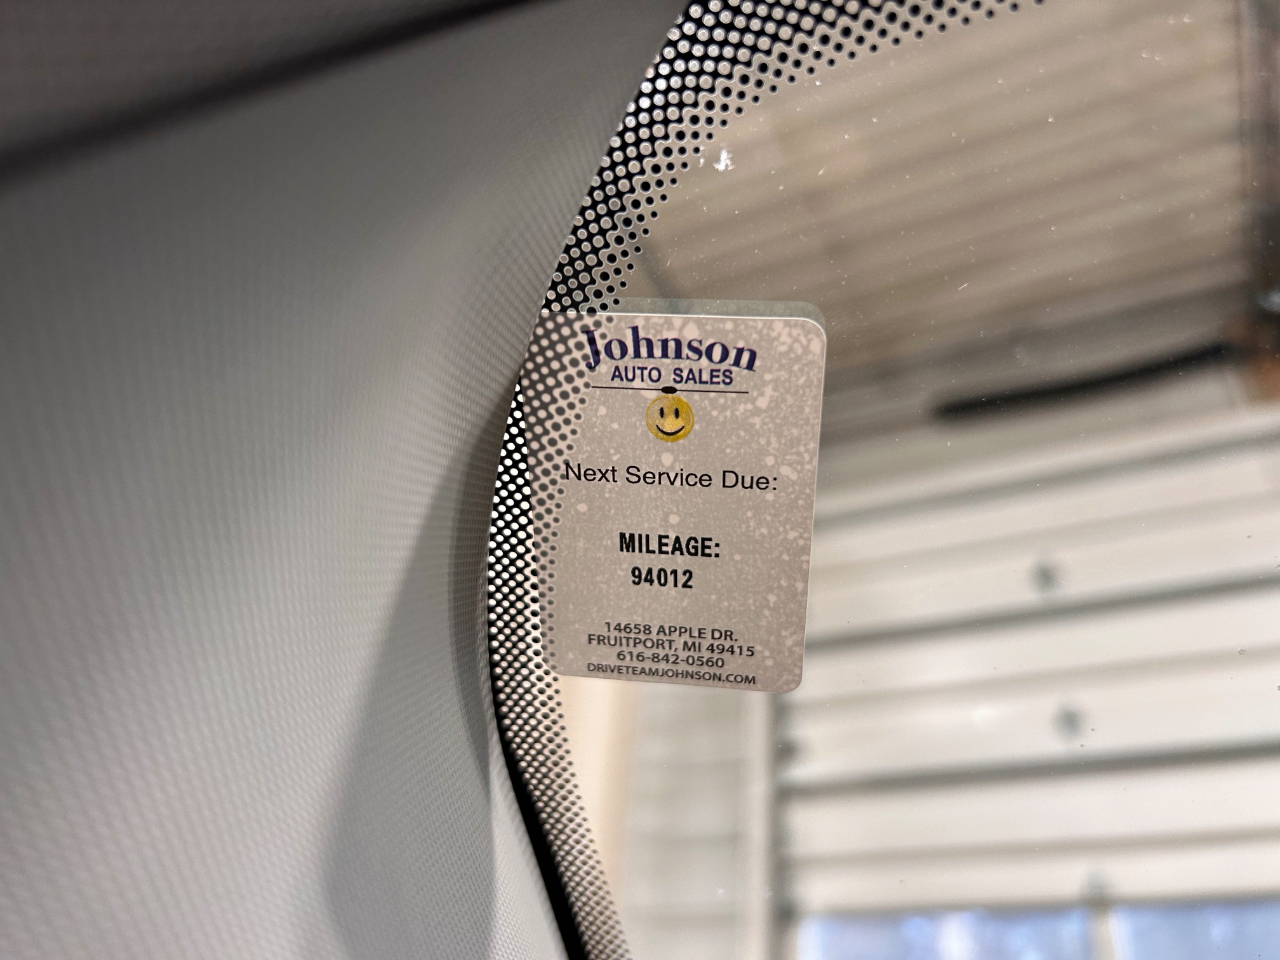 Johnson
AUTO SALES
Next Service Due:
MILEAGE:
94012
14658 APPLE DR.
FRUITPORT, MI 49415
616-842-0560
DRIVETEAMJOHNSON.COM